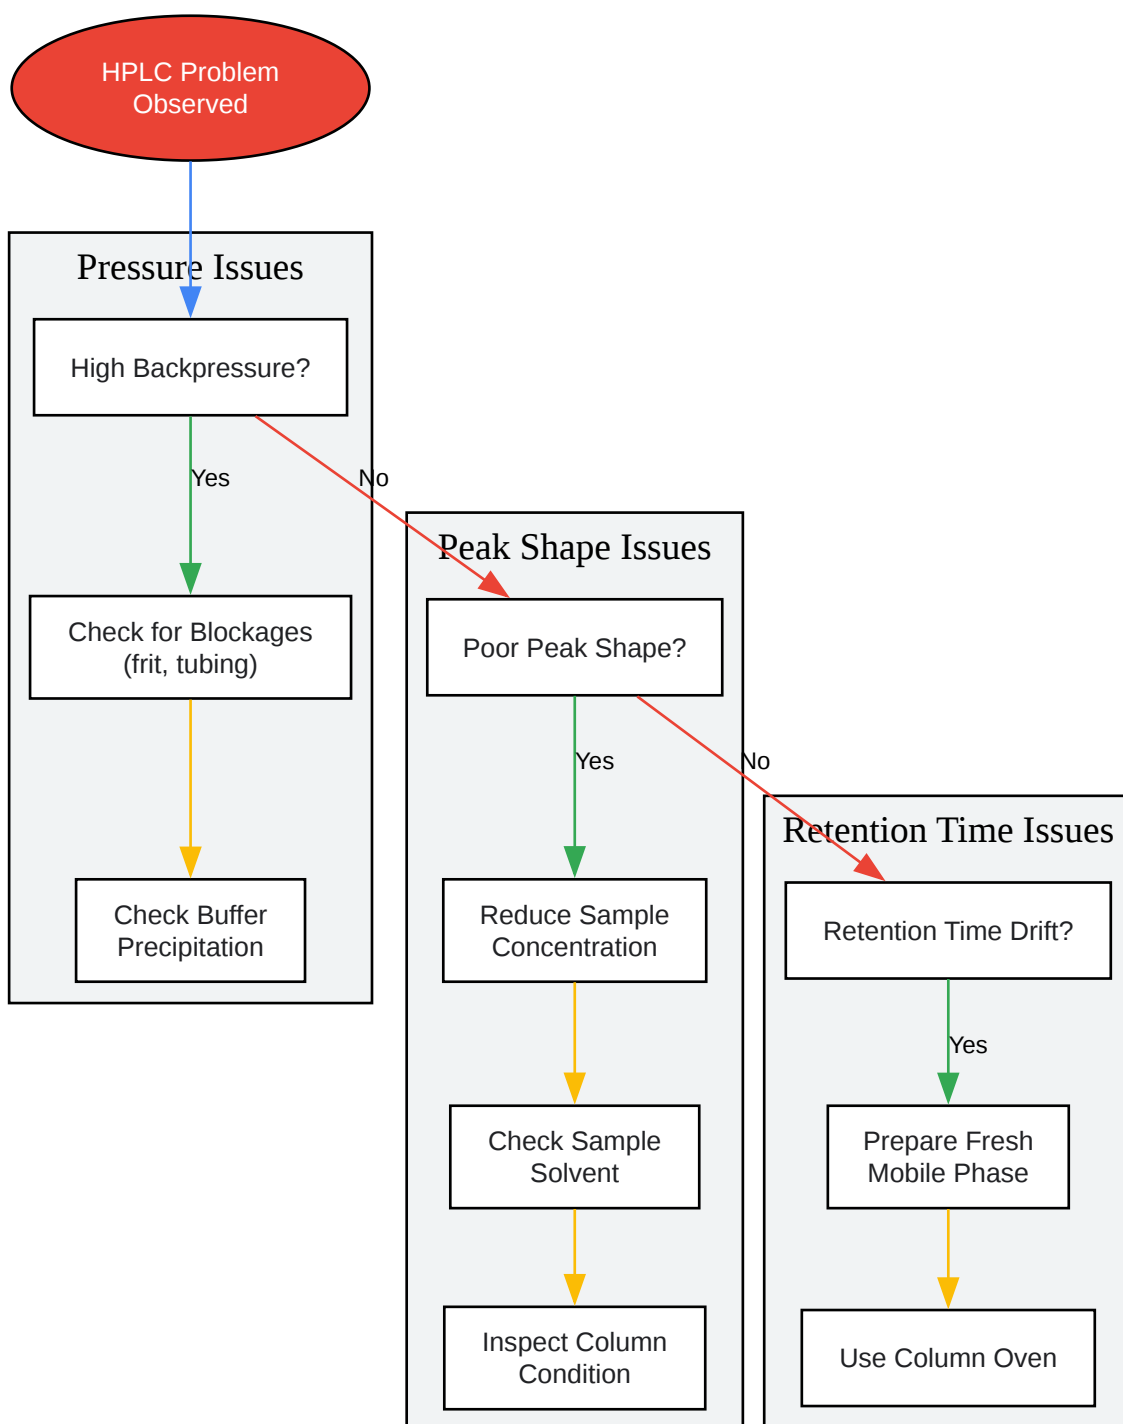 HPLC Problem
Observed
Pressure Issues
High Backpressure?
Yes
No
Check for Blockages
(frit, tubing)
Check Buffer
Precipitation
Peak Shape Issues
Poor Peak Shape?
Yes
No
Reduce Sample
Concentration
Check Sample
Solvent
Inspect Column
Condition
Retention Time Issues
Retention Time Drift?
Yes
Prepare Fresh
Mobile Phase
Use Column Oven